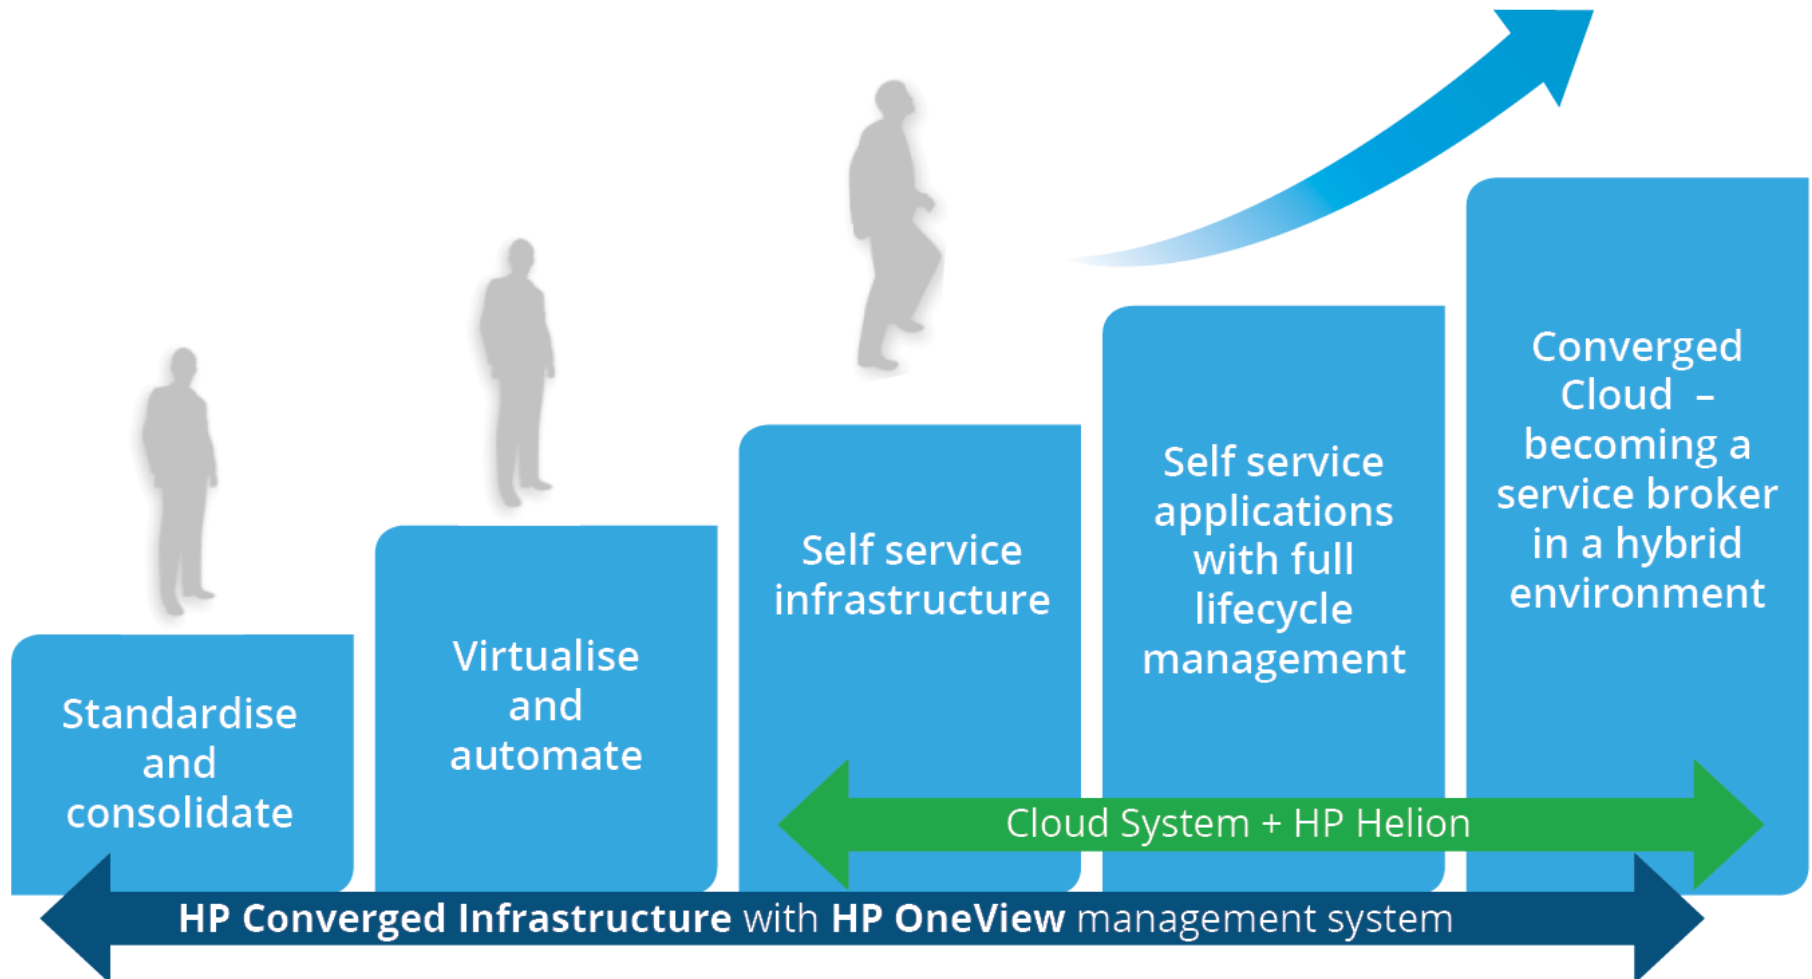 Standardise
and
consolidate
Virtualise
and
automate
Self service
infrastructure
Self service
applications
with full
lifecycle
management
Converged
Cloud –
becoming a
service broker
in a hybrid
environment
Cloud System + HP Helion
HP Converged Infrastructure with HP OneView management system